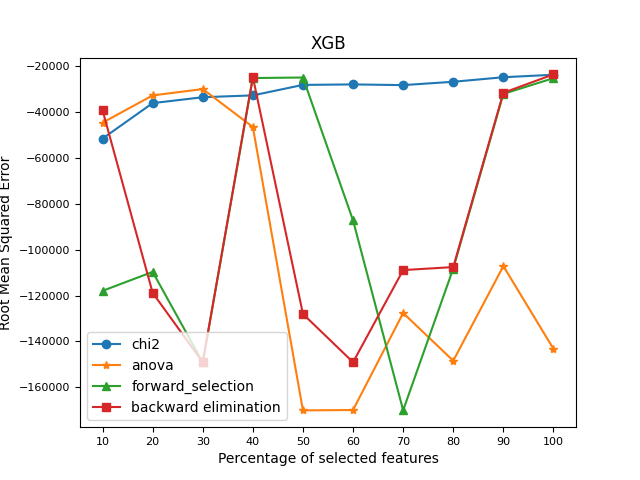 XGB
Root Mean Squared Error
−20000
−40000
−60000
−80000
−100000
−120000
−140000
−160000
chi2
anova
forward_selection
backward elimination
10 20 30 40 50 60 70 80 90 100
Percentage of selected features